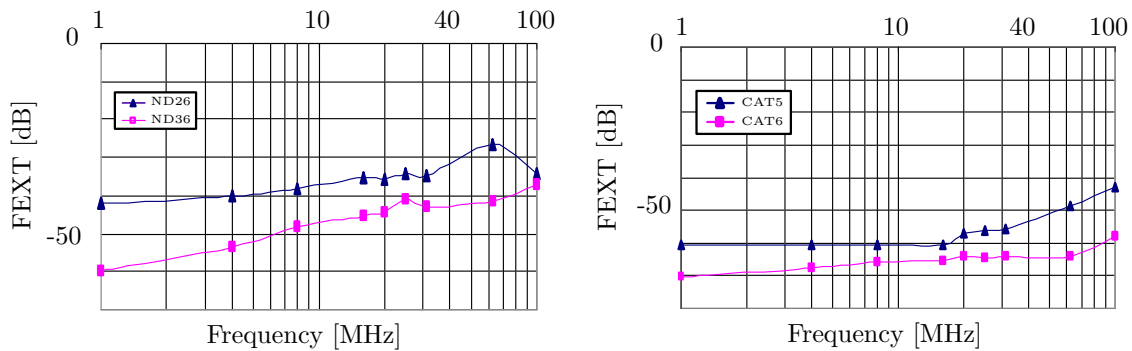 1 10 40 100
0
ND26
ND36
-50
FEXT [dB]
Frequency [MHz]
1 10 40 100
0
CAT5
CAT6
-50
FEXT [dB]
Frequency [MHz]